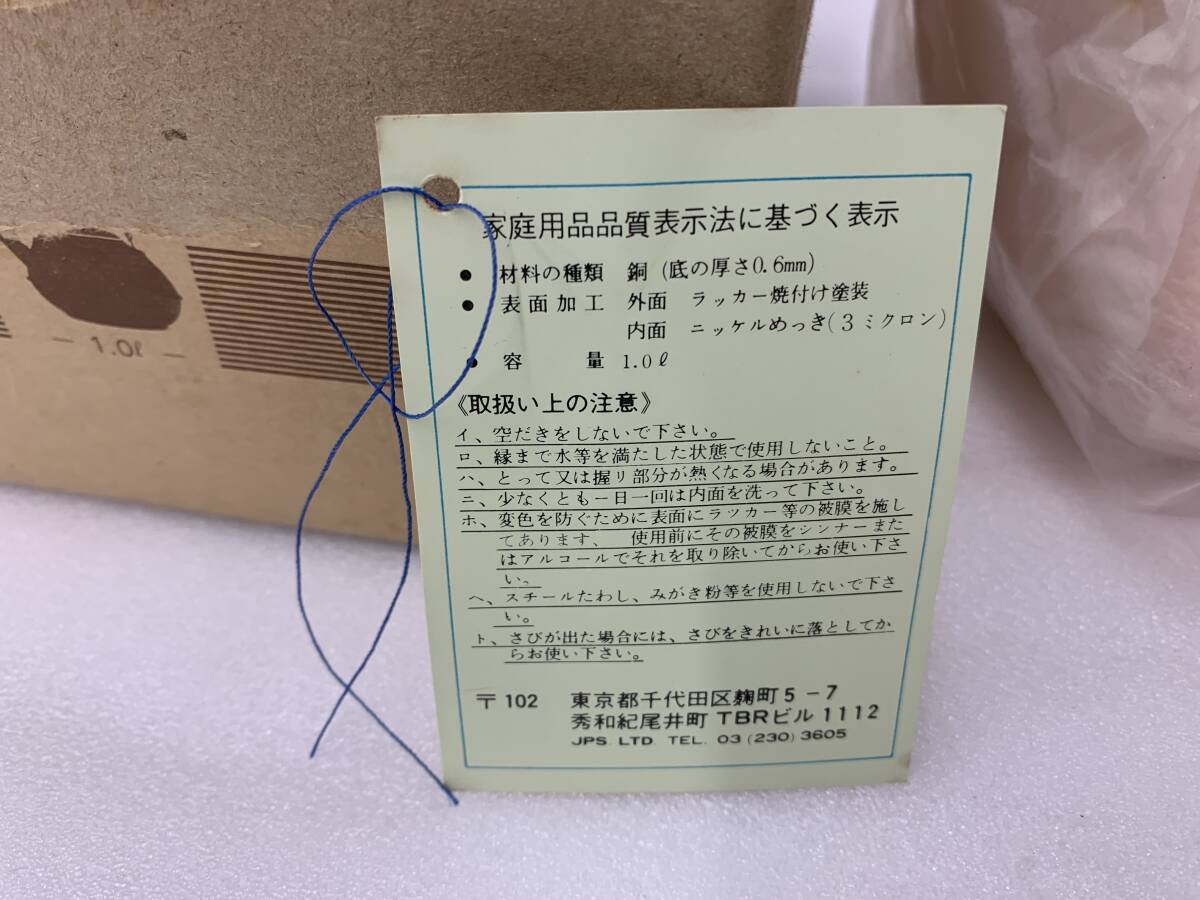 家庭用品品質表示法に基づく表示
● 材料の種類 銅 (底の厚さ0.6mm)
● 表面加工 外面 ラッカー焼付け塗装
内面 ニッケルめっき(3ミクロン)
● 容量 1.0ℓ
《取扱い上の注意》
イ、空だきをしないで下さい。
ロ、縁まで水等を満たした状態で使用しないこと。
ハ、とって又は握り部分が熱くなる場合があります。
ニ、少なくとも一日一回は内面を洗って下さい。
ホ、変色を防ぐために表面にラッカー等の被膜を施し
てあります、 使用前にその被膜をシンナーまた
はアルコールでそれを取り除いてからお使い下さ
い。
ヘ、スチールたわし、みがき粉等を使用しないで下さ
い。
ト、さびが出た場合には、さびをきれいに落としてか
らお使い下さい。
〒102 東京都千代田区麹町5-7
秀和紀尾井町TBRビル1112
JPS. LTD. TEL. 03 (230) 3605
- 1.0ℓ -